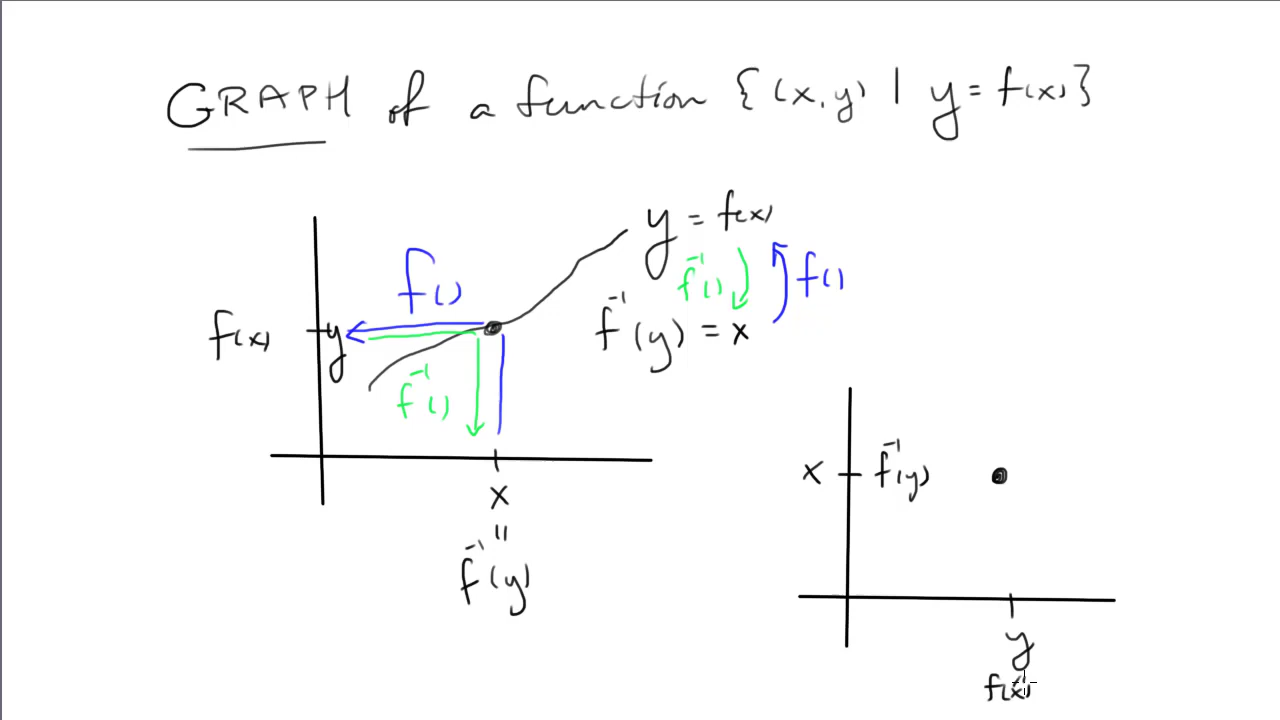 GRAPH of a function {(x,y) | y = f(x)}
y = f(x)
f⁻¹() f()
f⁻¹(y) = x
f()
f(x) y
f⁻¹()
x
"
f⁻¹(y)
x f⁻¹(y)
y
f(x)